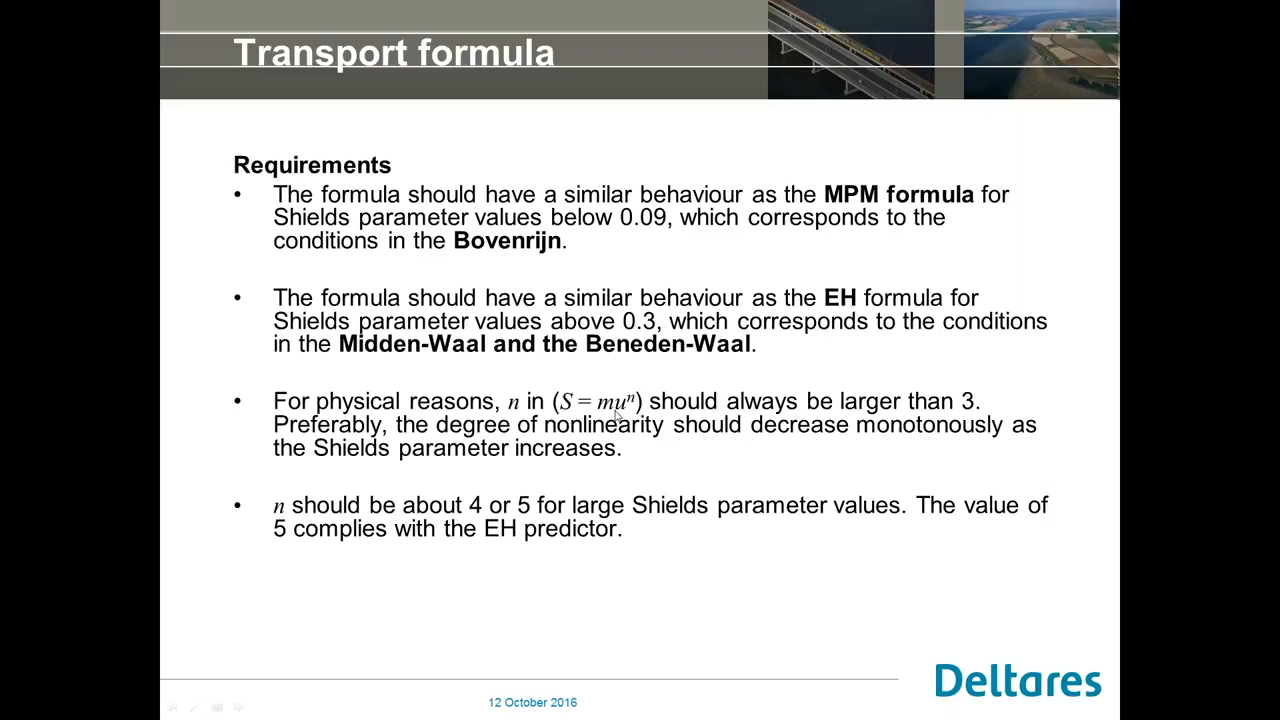 Transport formula
Requirements
• The formula should have a similar behaviour as the MPM formula for
Shields parameter values below 0.09, which corresponds to the
conditions in the Bovenrijn.
• The formula should have a similar behaviour as the EH formula for
Shields parameter values above 0.3, which corresponds to the conditions
in the Midden-Waal and the Beneden-Waal.
• For physical reasons, n in (S = muⁿ) should always be larger than 3.
Preferably, the degree of nonlinearity should decrease monotonously as
the Shields parameter increases.
• n should be about 4 or 5 for large Shields parameter values. The value of
5 complies with the EH predictor.
12 October 2016
Deltares